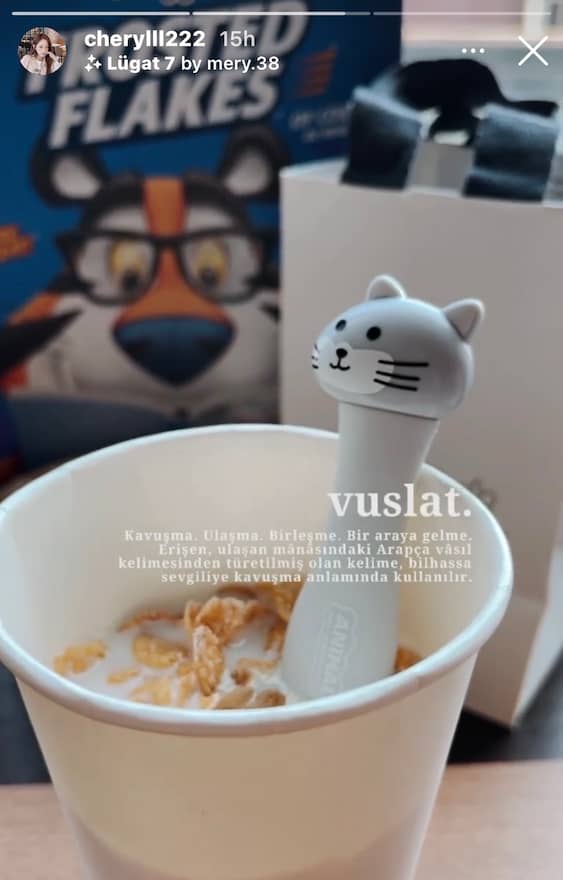 cherylll222 15h
Lügat 7 by mery.38
FROSTED
FLAKES
vuslat.
Kavuşma. Ulaşma. Birleşme. Bir araya gelme.
Erişen, ulaşan mânâsındaki Arapça vâsıl
kelimesinden türetilmiş olan kelime, bilhassa
sevgiliye kavuşma anlamında kullanılır.